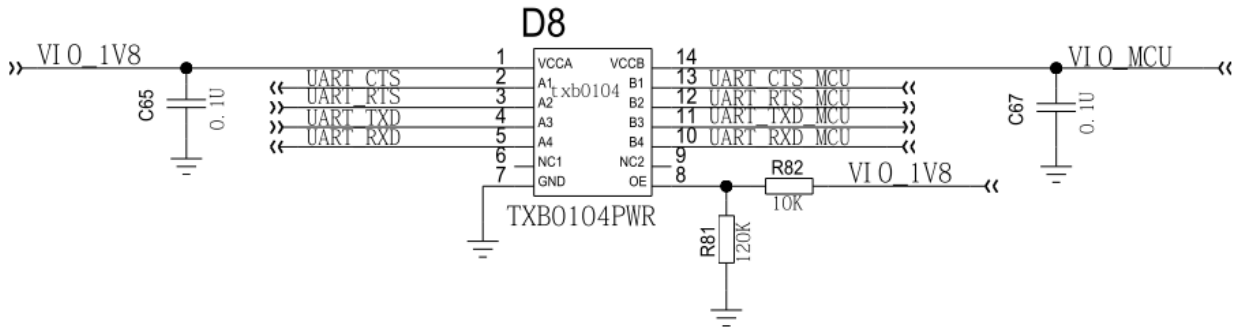 D8
VIO_1V8
1
VCCA
VCCB
14
VIO_MCU
UART_CTS
2
A1
txb0104
B1
13
UART_CTS_MCU
UART_RTS
3
A2
B2
12
UART_RTS_MCU
UART_TXD
4
A3
B3
11
UART_TXD_MCU
UART_RXD
5
A4
B4
10
UART_RXD_MCU
6
NC1
NC2
9
7
GND
OE
8
C65
0.1U
C67
0.1U
R82
10K
VIO_1V8
TXB0104PWR
R81
120K